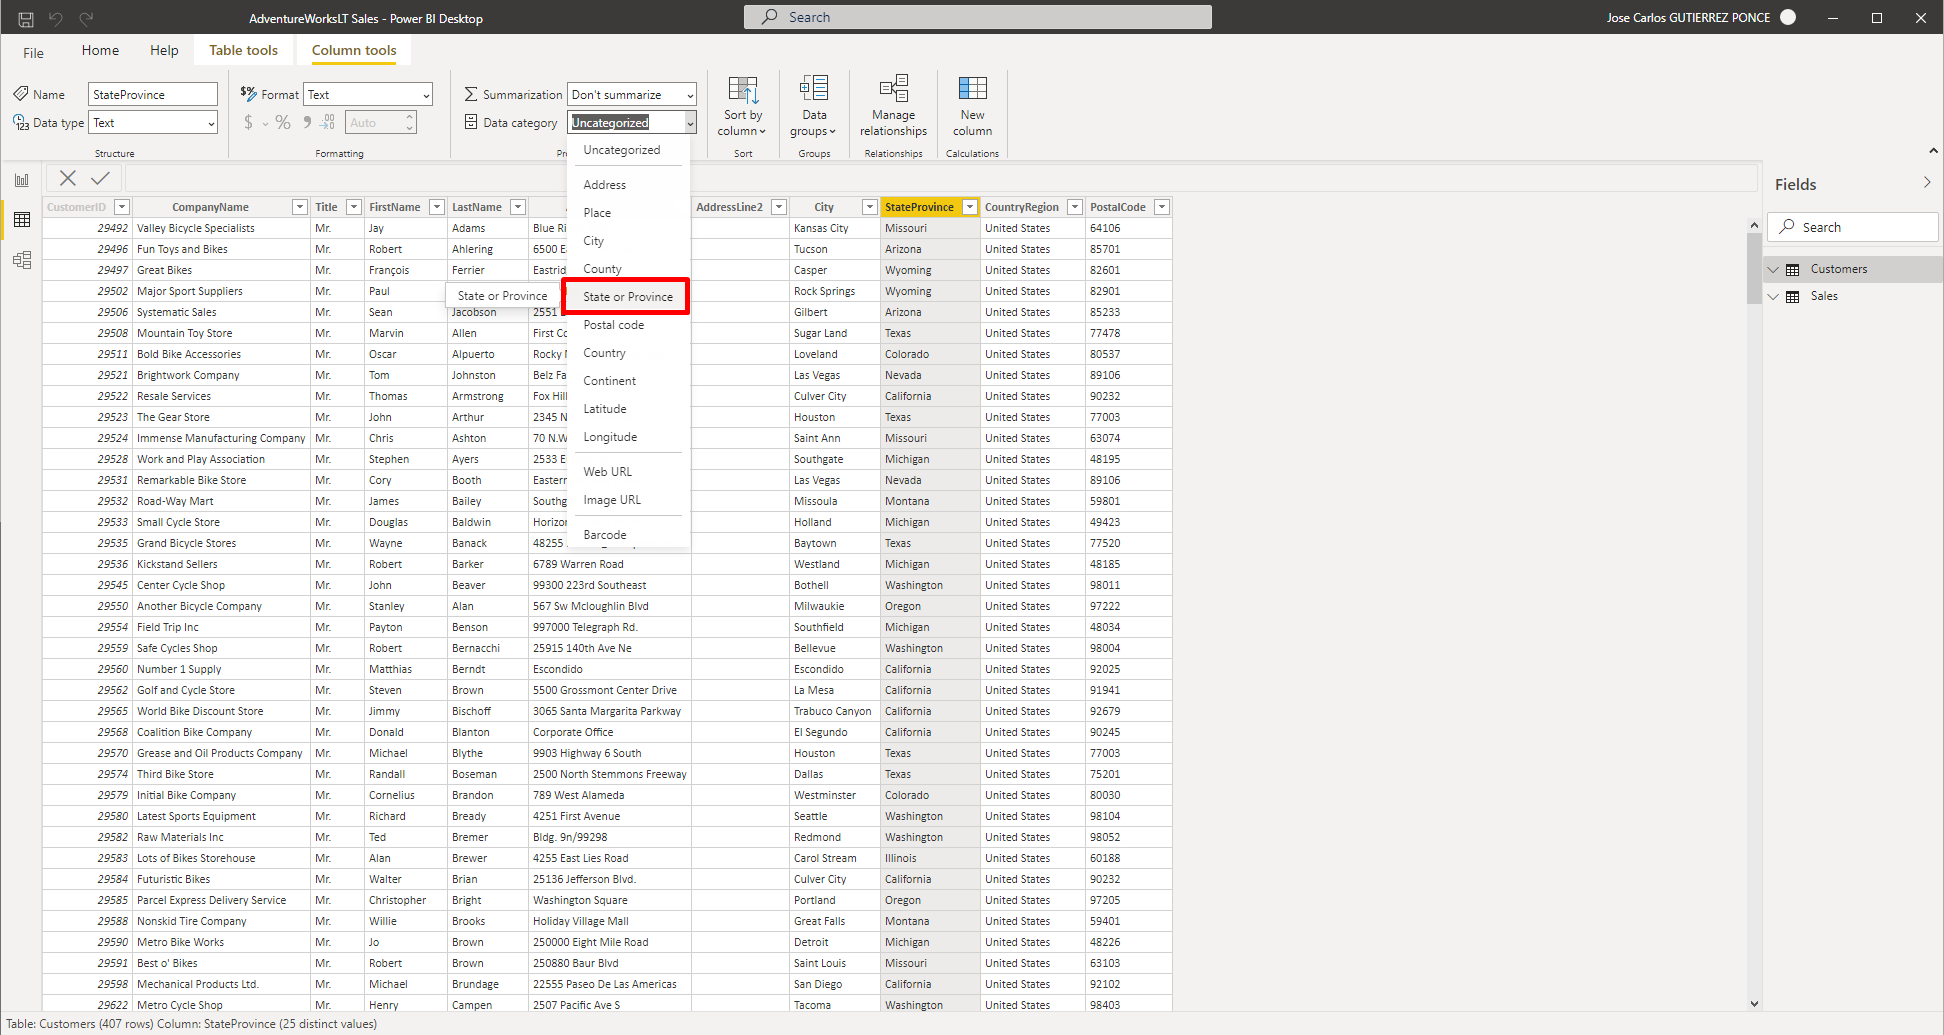 AdventureWorksLT Sales - Power BI Desktop
Search
Jose Carlos GUTIERREZ PONCE
File Home Help Table tools Column tools
Name StateProvince
Data type Text
Structure
Format Text
$ % Auto
Formatting
Summarization Don't summarize
Data category Uncategorized
Sort by column
Sort
Data groups
Groups
Manage relationships
Relationships
New column
Calculations
Uncategorized
Address
Place
City
County
State or Province
State or Province
Postal code
Country
Continent
Latitude
Longitude
Web URL
Image URL
Barcode
Fields
Search
Customers
Sales
CustomerID CompanyName Title FirstName LastName AddressLine2 City StateProvince CountryRegion PostalCode
29492 Valley Bicycle Specialists Mr. Jay Adams Blue Ri Kansas City Missouri United States 64106
29496 Fun Toys and Bikes Mr. Robert Ahlering 6500 Ea Tucson Arizona United States 85701
29497 Great Bikes Mr. François Ferrier Eastrid Casper Wyoming United States 82601
29502 Major Sport Suppliers Mr. Paul Rock Springs Wyoming United States 82901
29506 Systematic Sales Mr. Sean Jacobson 2551 Gilbert Arizona United States 85233
29508 Mountain Toy Store Mr. Marvin Allen First Co Sugar Land Texas United States 77478
29511 Bold Bike Accessories Mr. Oscar Alpuerto Rocky Loveland Colorado United States 80537
29521 Brightwork Company Mr. Tom Johnston Belz Fa Las Vegas Nevada United States 89106
29522 Resale Services Mr. Thomas Armstrong Fox Hill Culver City California United States 90232
29523 The Gear Store Mr. John Arthur 2345 N Houston Texas United States 77003
29524 Immense Manufacturing Company Mr. Chris Ashton 70 N.W Saint Ann Missouri United States 63074
29528 Work and Play Association Mr. Stephen Ayers 2533 E Southgate Michigan United States 48195
29531 Remarkable Bike Store Mr. Cory Booth Eastern Las Vegas Nevada United States 89106
29532 Road-Way Mart Mr. James Bailey Southg Missoula Montana United States 59801
29533 Small Cycle Store Mr. Douglas Baldwin Horizon Holland Michigan United States 49423
29535 Grand Bicycle Stores Mr. Wayne Banack 48255 Baytown Texas United States 77520
29536 Kickstand Sellers Mr. Robert Barker 6789 Warren Road Westland Michigan United States 48185
29545 Center Cycle Shop Mr. John Beaver 99300 223rd Southeast Bothell Washington United States 98011
29550 Another Bicycle Company Mr. Stanley Alan 567 Sw Mcloughlin Blvd Milwaukie Oregon United States 97222
29554 Field Trip Inc Mr. Payton Benson 997000 Telegraph Rd. Southfield Michigan United States 48034
29559 Safe Cycles Shop Mr. Robert Bernacchi 25915 140th Ave Ne Bellevue Washington United States 98004
29560 Number 1 Supply Mr. Matthias Berndt Escondido Escondido California United States 92025
29562 Golf and Cycle Store Mr. Steven Brown 5500 Grossmont Center Drive La Mesa California United States 91941
29565 World Bike Discount Store Mr. Jimmy Bischoff 3065 Santa Margarita Parkway Trabuco Canyon California United States 92679
29568 Coalition Bike Company Mr. Donald Blanton Corporate Office El Segundo California United States 90245
29570 Grease and Oil Products Company Mr. Michael Blythe 9903 Highway 6 South Houston Texas United States 77003
29574 Third Bike Store Mr. Randall Boseman 2500 North Stemmons Freeway Dallas Texas United States 75201
29579 Initial Bike Company Mr. Cornelius Brandon 789 West Alameda Westminster Colorado United States 80030
29580 Latest Sports Equipment Mr. Richard Bready 4251 First Avenue Seattle Washington United States 98104
29582 Raw Materials Inc Mr. Ted Bremer Bldg. 9n/99298 Redmond Washington United States 98052
29583 Lots of Bikes Storehouse Mr. Alan Brewer 4255 East Lies Road Carol Stream Illinois United States 60188
29584 Futuristic Bikes Mr. Walter Brian 25136 Jefferson Blvd. Culver City California United States 90232
29585 Parcel Express Delivery Service Mr. Christopher Bright Washington Square Portland Oregon United States 97205
29588 Nonskid Tire Company Mr. Willie Brooks Holiday Village Mall Great Falls Montana United States 59401
29590 Metro Bike Works Mr. Jo Brown 250000 Eight Mile Road Detroit Michigan United States 48226
29591 Best o' Bikes Mr. Robert Brown 250880 Baur Blvd Saint Louis Missouri United States 63103
29598 Mechanical Products Ltd. Mr. Michael Brundage 22555 Paseo De Las Americas San Diego California United States 92102
29622 Metro Cycle Shop Mr. Henry Campen 2507 Pacific Ave S Tacoma Washington United States 98403
Table: Customers (407 rows) Column: StateProvince (25 distinct values)